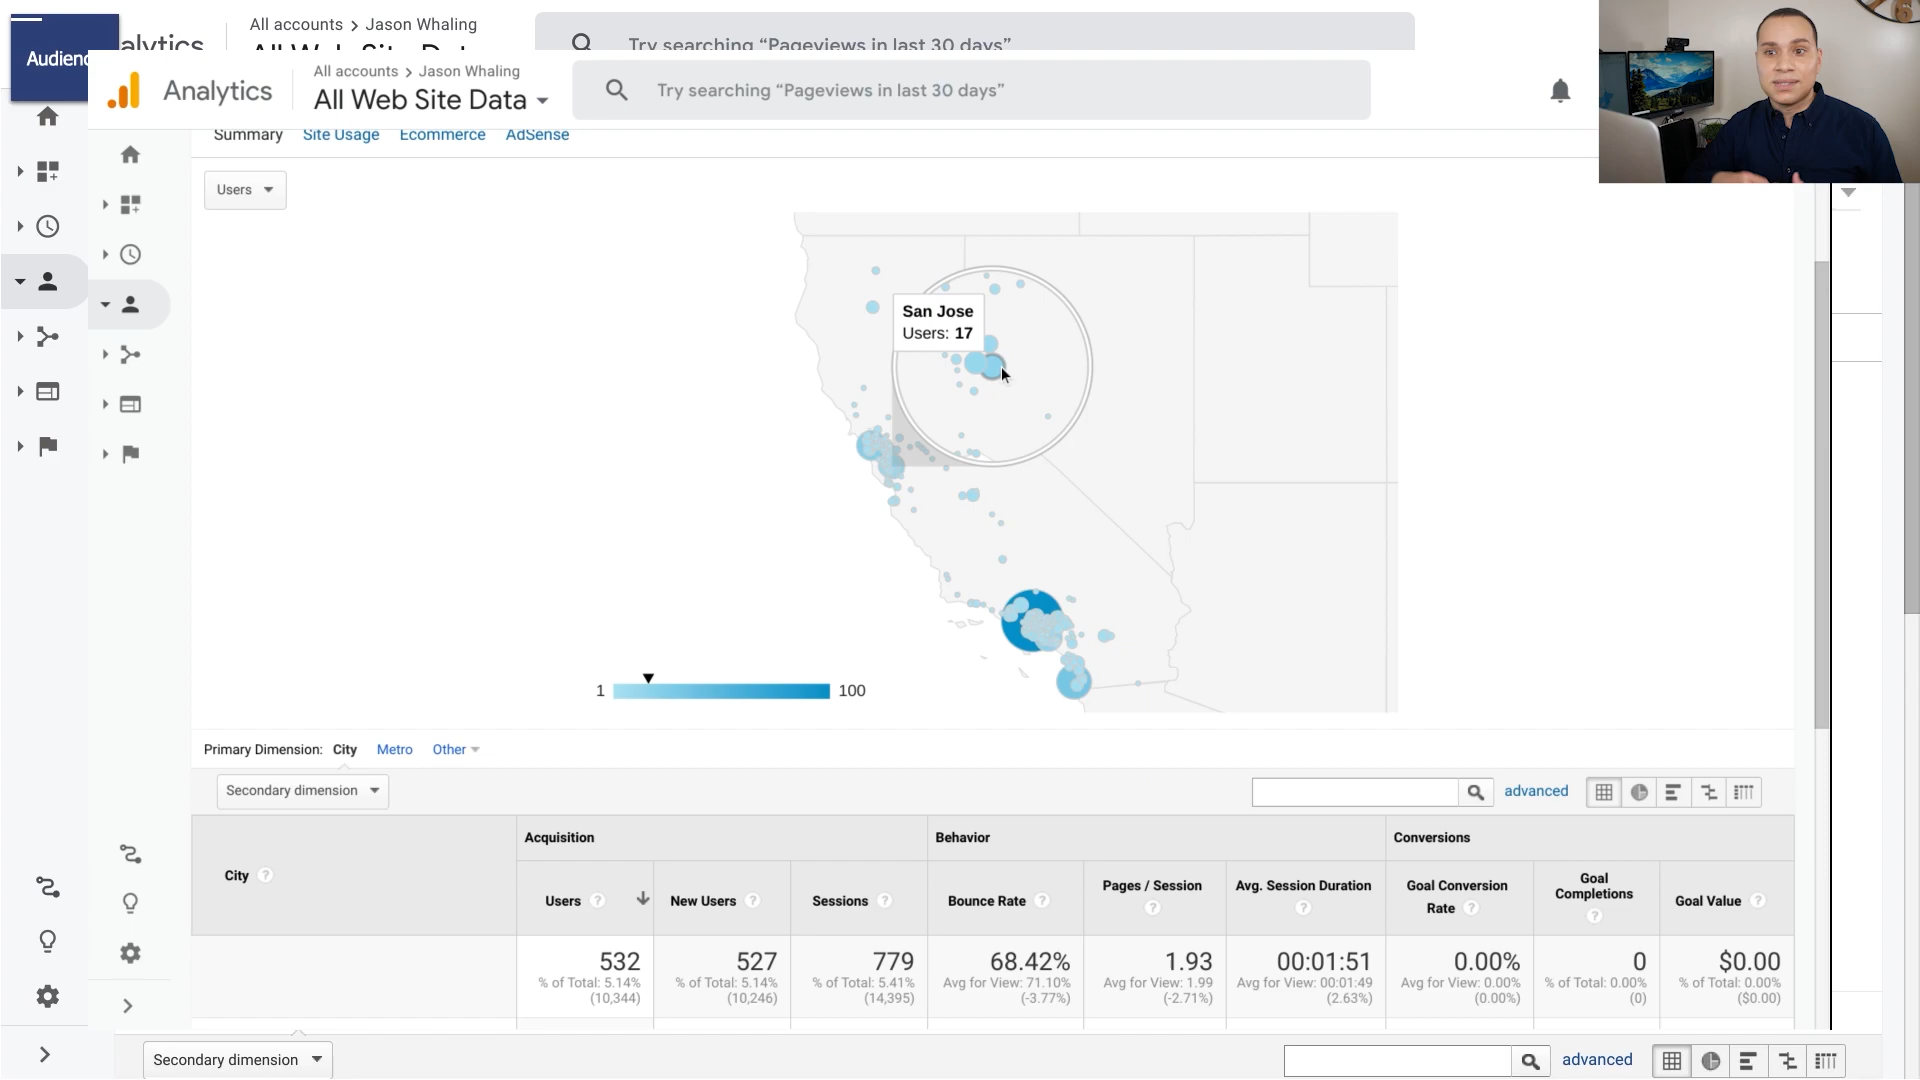 All accounts > Jason Whaling
Try searching “Pageviews in last 30 days”
All accounts > Jason Whaling
Analytics
All Web Site Data
Try searching “Pageviews in last 30 days”
Summary Site Usage Ecommerce AdSense
Users
San Jose
Users: 17
1 100
Primary Dimension: City Metro Other
Secondary dimension
advanced
Acquisition Behavior Conversions
City ?
Users ? New Users ? Sessions ? Bounce Rate ? Pages / Session ? Avg. Session Duration ? Goal Conversion Rate ? Goal Completions ? Goal Value ?
532 527 779 68.42% 1.93 00:01:51 0.00% 0 $0.00
% of Total: 5.14% % of Total: 5.14% % of Total: 5.41% Avg for View: 71.10% Avg for View: 1.99 Avg for View: 00:01:49 Avg for View: 0.00% % of Total: 0.00% % of Total: 0.00%
(10,344) (10,246) (14,395) (-3.77%) (-2.71%) (2.63%) (0.00%) (0) ($0.00)
Secondary dimension
advanced